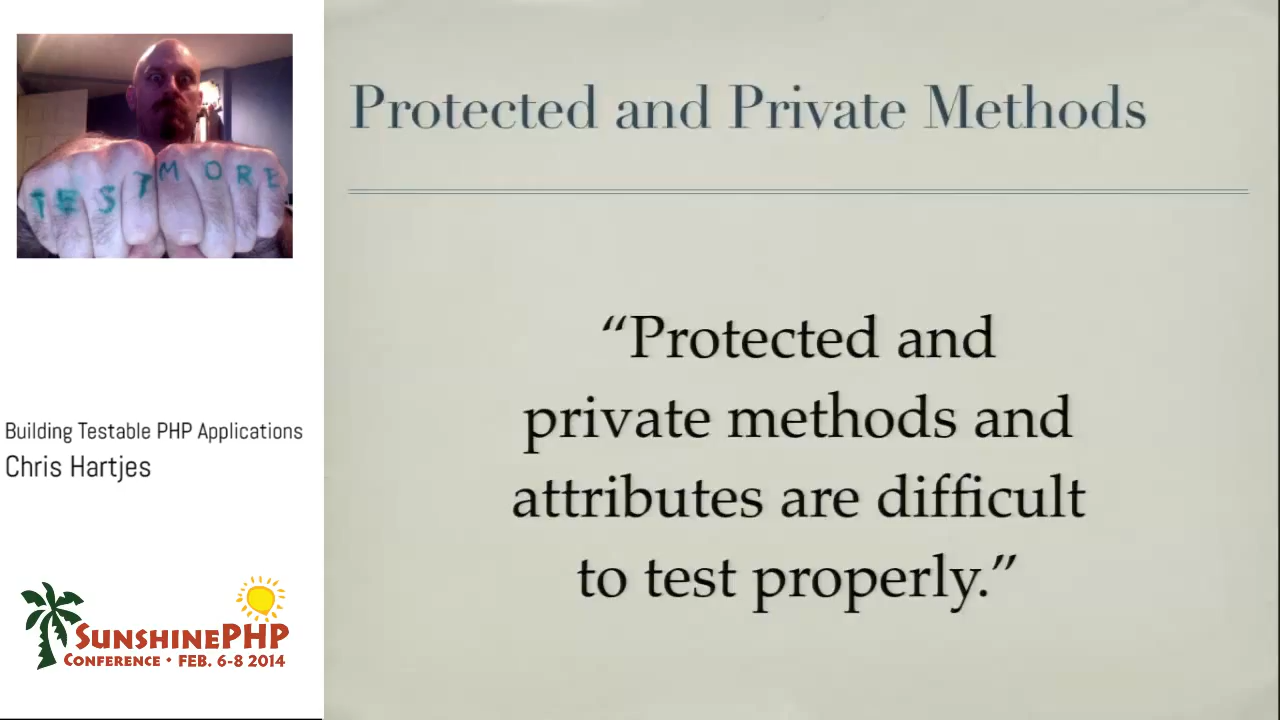 TEST MORE
Building Testable PHP Applications
Chris Hartjes
SUNSHINEPHP
CONFERENCE • FEB. 6-8 2014
Protected and Private Methods
“Protected and
private methods and
attributes are difficult
to test properly.”